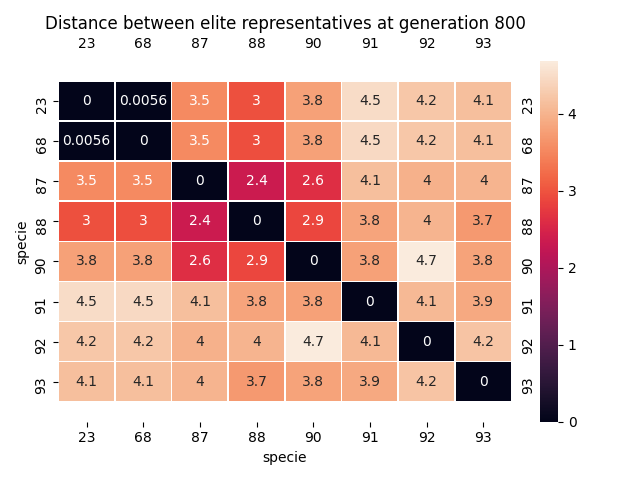 Distance between elite representatives at generation 800
23 68 87 88 90 91 92 93
23 0 0.0056 3.5 3 3.8 4.5 4.2 4.1 23
68 0.0056 0 3.5 3 3.8 4.5 4.2 4.1 68
87 3.5 3.5 0 2.4 2.6 4.1 4 4 87
88 3 3 2.4 0 2.9 3.8 4 3.7 88
90 3.8 3.8 2.6 2.9 0 3.8 4.7 3.8 90
91 4.5 4.5 4.1 3.8 3.8 0 4.1 3.9 91
92 4.2 4.2 4 4 4.7 4.1 0 4.2 92
93 4.1 4.1 4 3.7 3.8 3.9 4.2 0 93
23 68 87 88 90 91 92 93
specie
specie
4
3
2
1
0